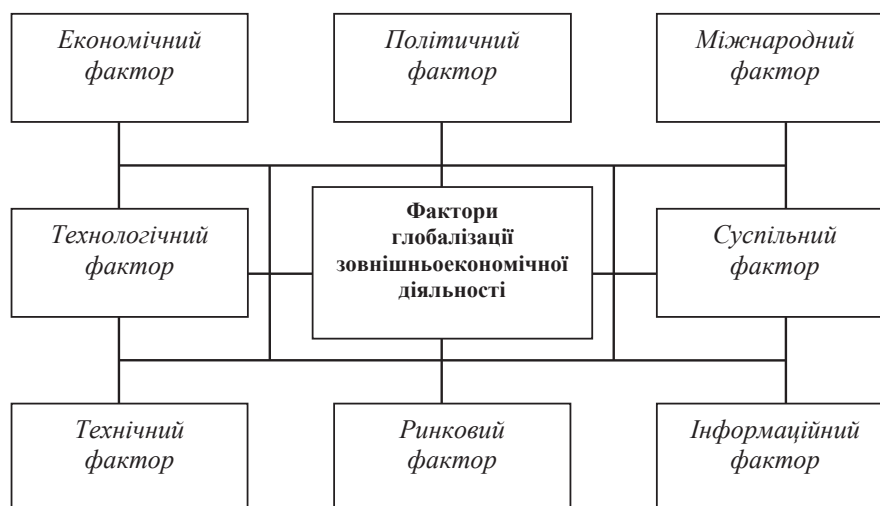 Економічний
фактор
Політичний
фактор
Міжнародний
фактор
Технологічний
фактор
Фактори
глобалізації
зовнішньоекономічної
діяльності
Суспільний
фактор
Технічний
фактор
Ринковий
фактор
Інформаційний
фактор